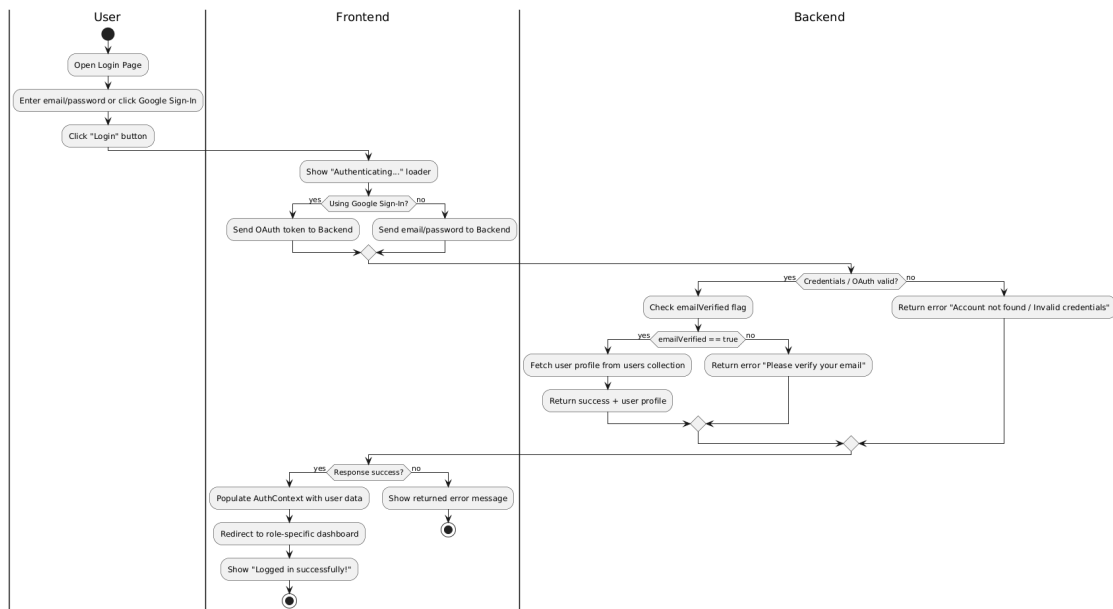 User
Frontend
Backend
Open Login Page
Enter email/password or click Google Sign-In
Click "Login" button
Show "Authenticating..." loader
yes
Using Google Sign-In?
no
Send OAuth token to Backend
Send email/password to Backend
yes
Credentials / OAuth valid?
no
Check emailVerified flag
Return error "Account not found / Invalid credentials"
yes
emailVerified == true
no
Fetch user profile from users collection
Return error "Please verify your email"
Return success + user profile
yes
Response success?
no
Populate AuthContext with user data
Show returned error message
Redirect to role-specific dashboard
Show "Logged in successfully!"